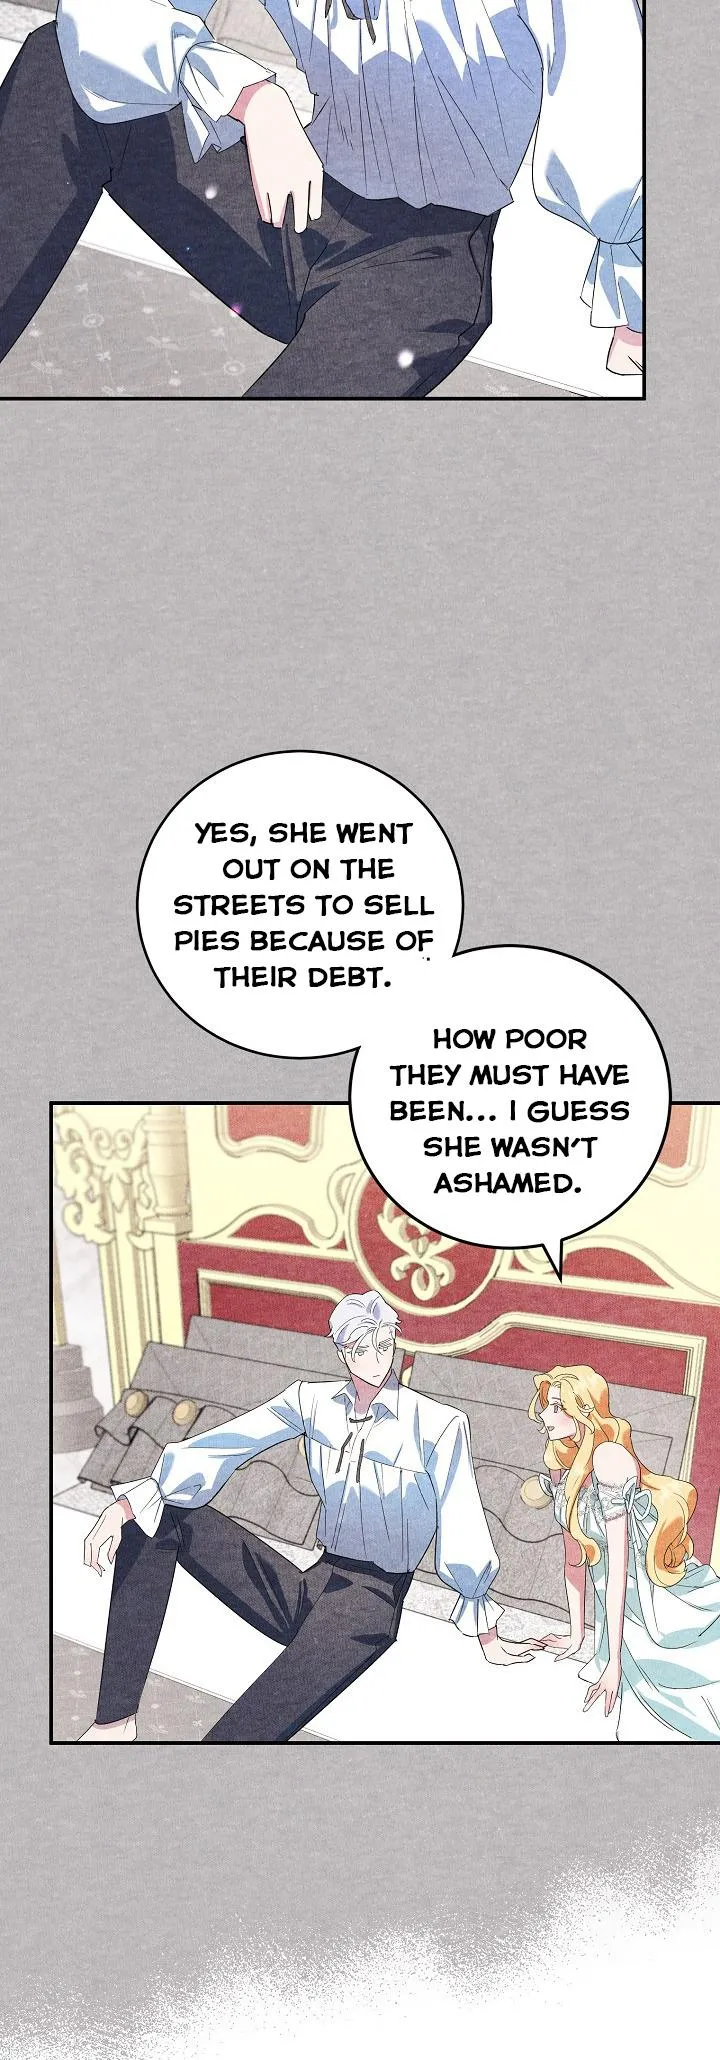 YES, SHE WENT
OUT ON THE
STREETS TO SELL
PIES BECAUSE OF
THEIR DEBT.
HOW POOR
THEY MUST HAVE
BEEN... I GUESS
SHE WASN'T
ASHAMED.